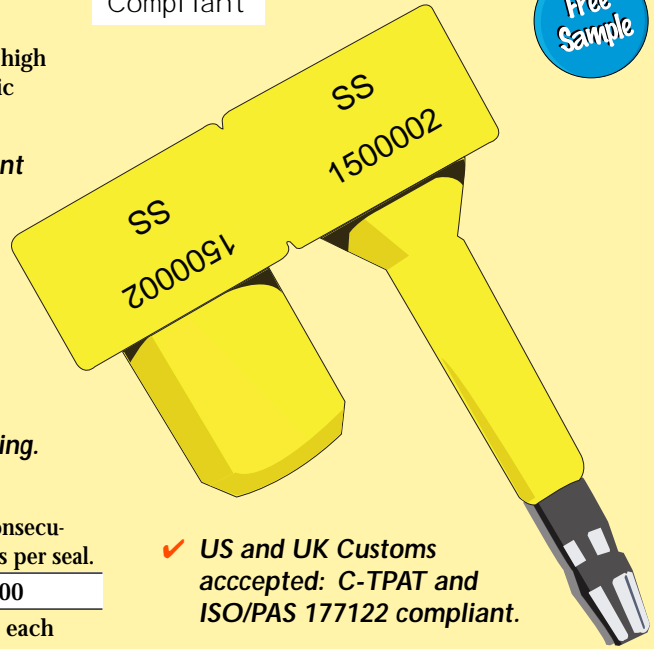 Compliant
Free
Sample
high
ic
nt
SS
1500002
SS
1500002
ing.
onsecu-
s per seal.
00
each
✔ US and UK Customs
acccepted: C-TPAT and
ISO/PAS 177122 compliant.